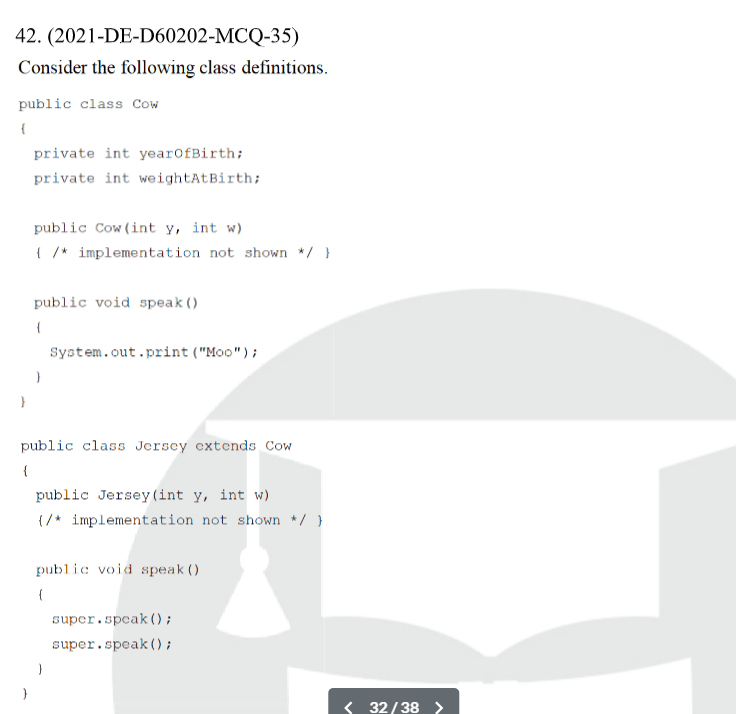 42. (2021-DE-D60202-MCQ-35)
Consider the following class definitions.
public class Cow
{
private int yearOfBirth;
private int weightAtBirth;
public Cow(int y, int w)
{ /* implementation not shown */ }
public void speak()
{
System.out.print("Moo");
}
}
public class Jersey extends Cow
{
public Jersey(int y, int w)
{/* implementation not shown */ }
public void speak()
{
super.speak();
super.speak();
}
}
< 32 / 38 >